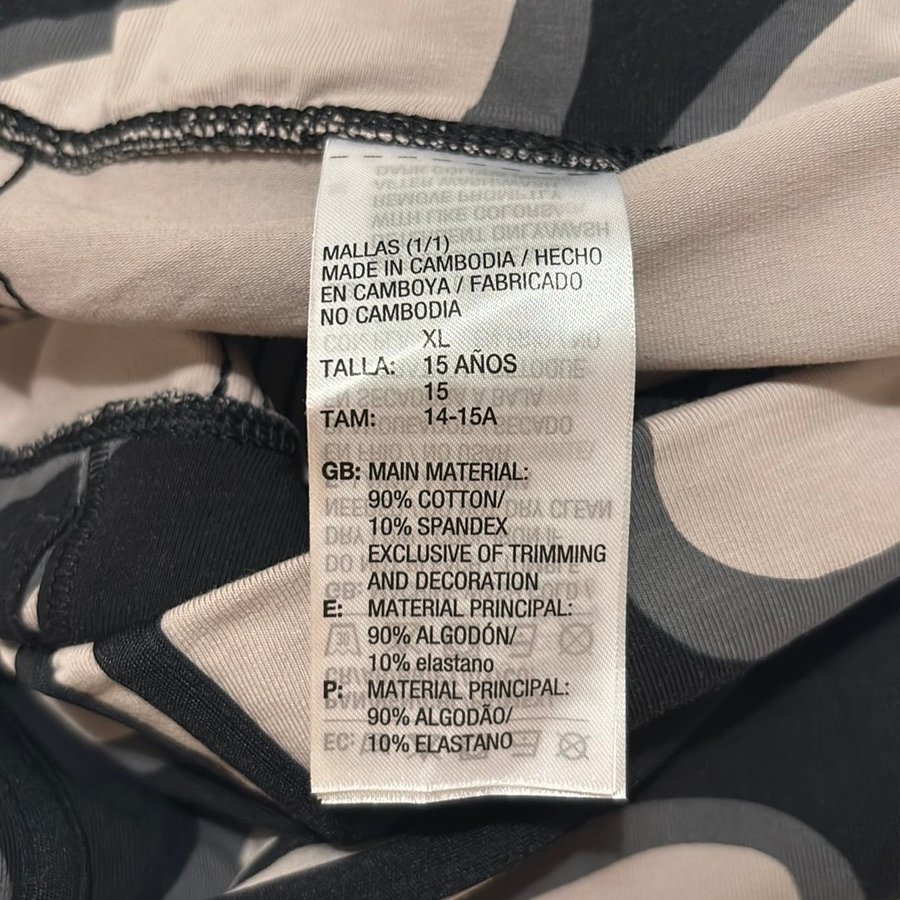 MALLAS (1/1)
MADE IN CAMBODIA / HECHO
EN CAMBOYA / FABRICADO
NO CAMBODIA
XL
TALLA: 15 AÑOS
15
TAM: 14-15A
GB: MAIN MATERIAL:
90% COTTON/
10% SPANDEX
EXCLUSIVE OF TRIMMING
AND DECORATION
E: MATERIAL PRINCIPAL:
90% ALGODÓN/
10% elastano
P: MATERIAL PRINCIPAL:
90% ALGODÃO/
10% ELASTANO